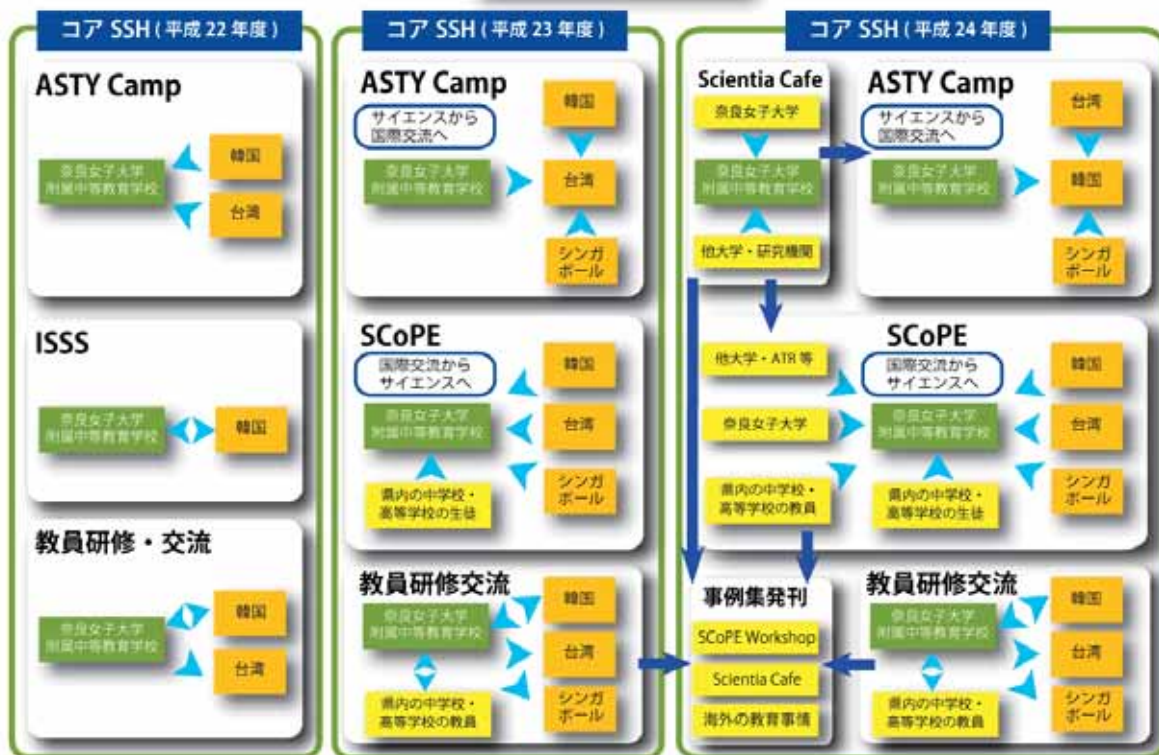 コア SSH ( 平成 22 年度 )
ASTY Camp
奈良女子大学
附属中等教育学校
韓国
台湾
ISSS
奈良女子大学
附属中等教育学校
韓国
教員研修・交流
奈良女子大学
附属中等教育学校
韓国
台湾
コア SSH ( 平成 23 年度 )
ASTY Camp
サイエンスから
国際交流へ
奈良女子大学
附属中等教育学校
韓国
台湾
シンガ
ポール
SCoPE
国際交流から
サイエンスへ
奈良女子大学
附属中等教育学校
県内の中学校・
高等学校の生徒
韓国
台湾
シンガ
ポール
教員研修交流
奈良女子大学
附属中等教育学校
県内の中学校・
高等学校の教員
韓国
台湾
シンガ
ポール
コア SSH ( 平成 24 年度 )
Scientia Cafe
奈良女子大学
奈良女子大学
附属中等教育学校
他大学・研究機関
ASTY Camp
サイエンスから
国際交流へ
奈良女子大学
附属中等教育学校
台湾
韓国
シンガ
ポール
SCoPE
他大学・ATR 等
奈良女子大学
県内の中学校・
高等学校の教員
国際交流から
サイエンスへ
奈良女子大学
附属中等教育学校
県内の中学校・
高等学校の生徒
韓国
台湾
シンガ
ポール
事例集発刊
SCoPE Workshop
Scientia Cafe
海外の教育事情
教員研修交流
奈良女子大学
附属中等教育学校
県内の中学校・
高等学校の教員
韓国
台湾
シンガ
ポール